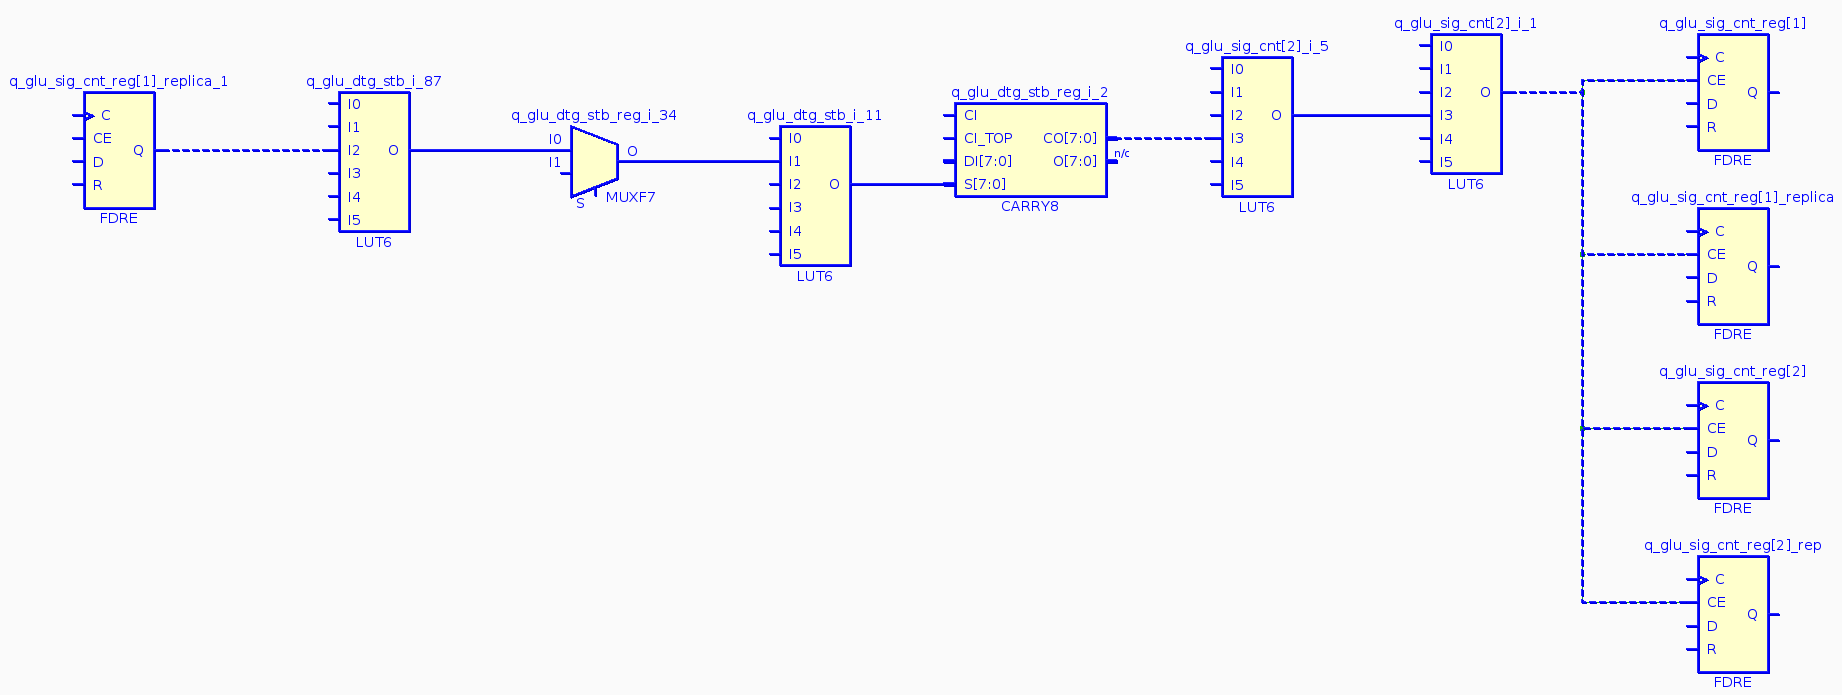 q_glu_sig_cnt_reg[1]_replica_1
C
CE
D
R
Q
FDRE
q_glu_dtg_stb_i_87
I0
I1
I2
I3
I4
I5
O
LUT6
q_glu_dtg_stb_reg_i_34
I0
I1
O
S
MUXF7
q_glu_dtg_stb_i_11
I0
I1
I2
I3
I4
I5
O
LUT6
q_glu_dtg_stb_reg_i_2
CI
CI_TOP
DI[7:0]
S[7:0]
CO[7:0]
O[7:0]
n/c
CARRY8
q_glu_sig_cnt[2]_i_5
I0
I1
I2
I3
I4
I5
O
LUT6
q_glu_sig_cnt[2]_i_1
I0
I1
I2
I3
I4
I5
O
LUT6
q_glu_sig_cnt_reg[1]
C
CE
D
R
Q
FDRE
q_glu_sig_cnt_reg[1]_replica
C
CE
D
R
Q
FDRE
q_glu_sig_cnt_reg[2]
C
CE
D
R
Q
FDRE
q_glu_sig_cnt_reg[2]_rep
C
CE
D
R
Q
FDRE